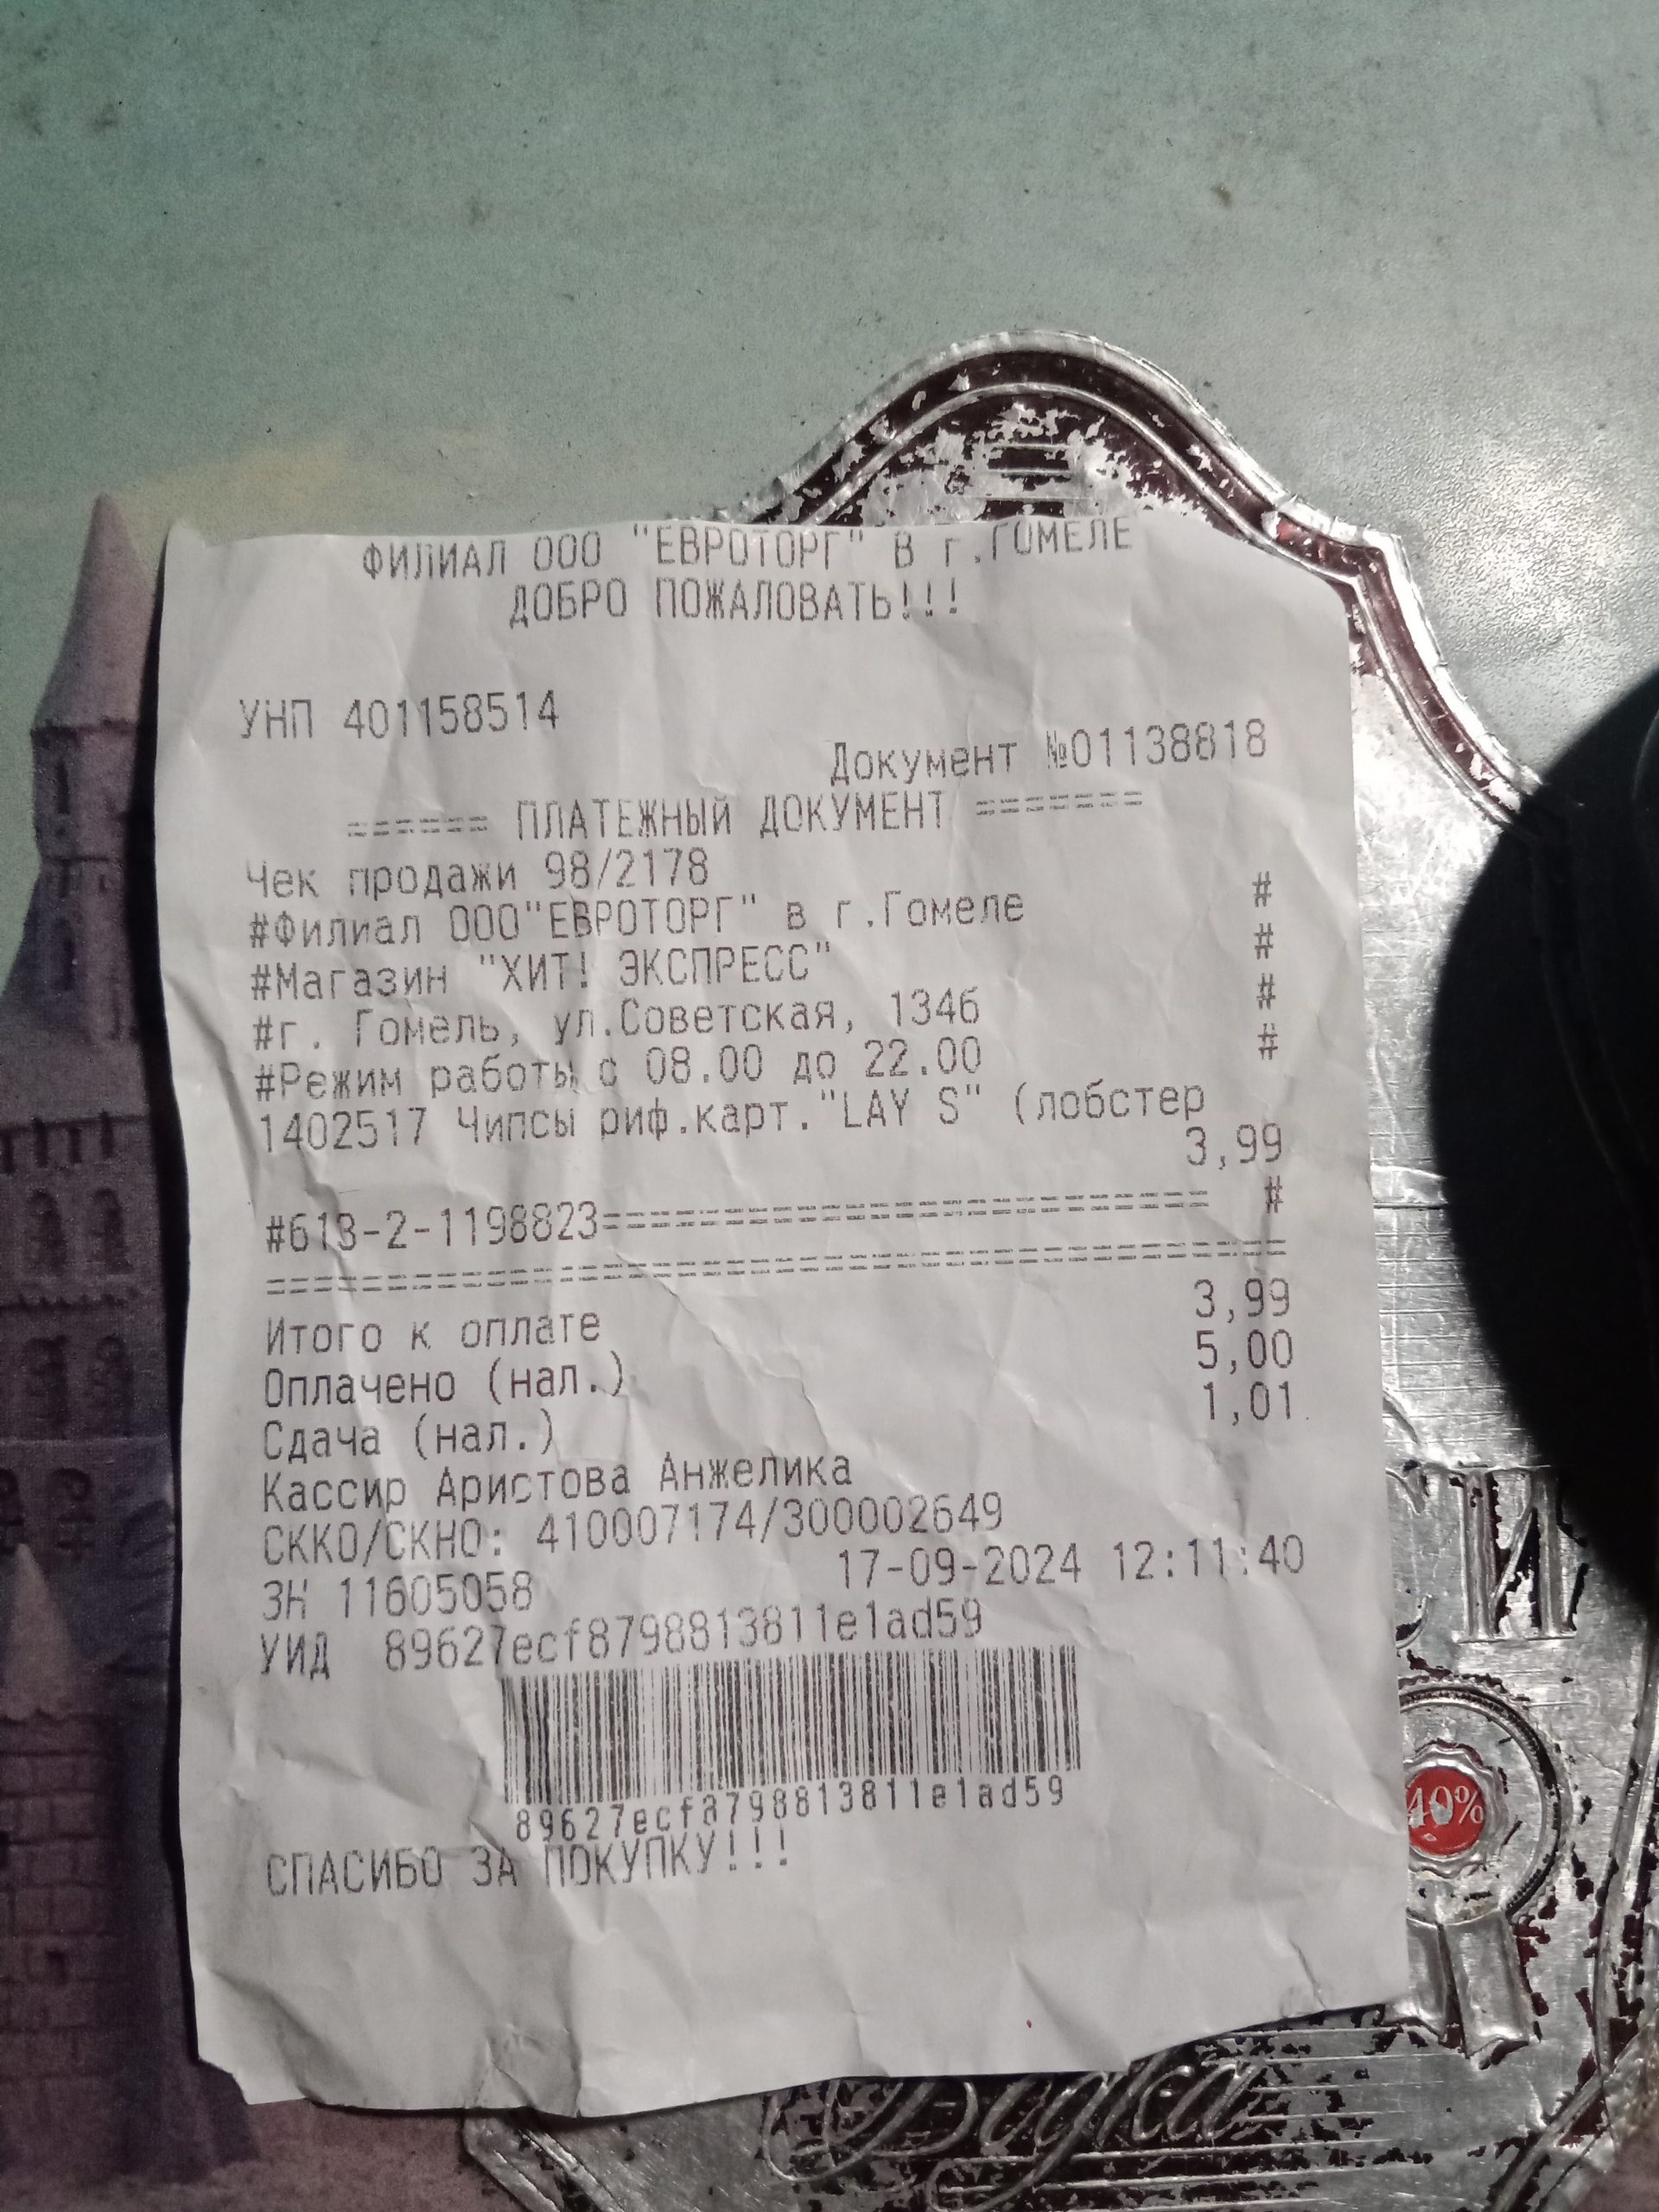 ФИЛИАЛ ООО "ЕВРОТОРГ" В г.ГОМЕЛЕ
ДОБРО ПОЖАЛОВАТЬ!!!
УНП 401158514
Документ №01138818
====== ПЛАТЕЖНЫЙ ДОКУМЕНТ =======
Чек продажи 98/2178
#Филиал ООО"ЕВРОТОРГ" в г.Гомеле #
#Магазин "ХИТ! ЭКСПРЕСС" #
#г. Гомель, ул.Советская, 134б #
#Режим работы с 08.00 до 22.00 #
1402517 Чипсы риф.карт."LAY S" (лобстер
3,99
#613-2-1198823========================= #
==========================================
Итого к оплате 3,99
Оплачено (нал.) 5,00
Сдача (нал.) 1,01
Кассир Аристова Анжелика
СККО/СКНО: 410007174/300002649
ЗН 11605058 17-09-2024 12:11:40
УИД 89627ecf8798813811e1ad59
89627ecf8798813811e1ad59
СПАСИБО ЗА ПОКУПКУ!!!
40%